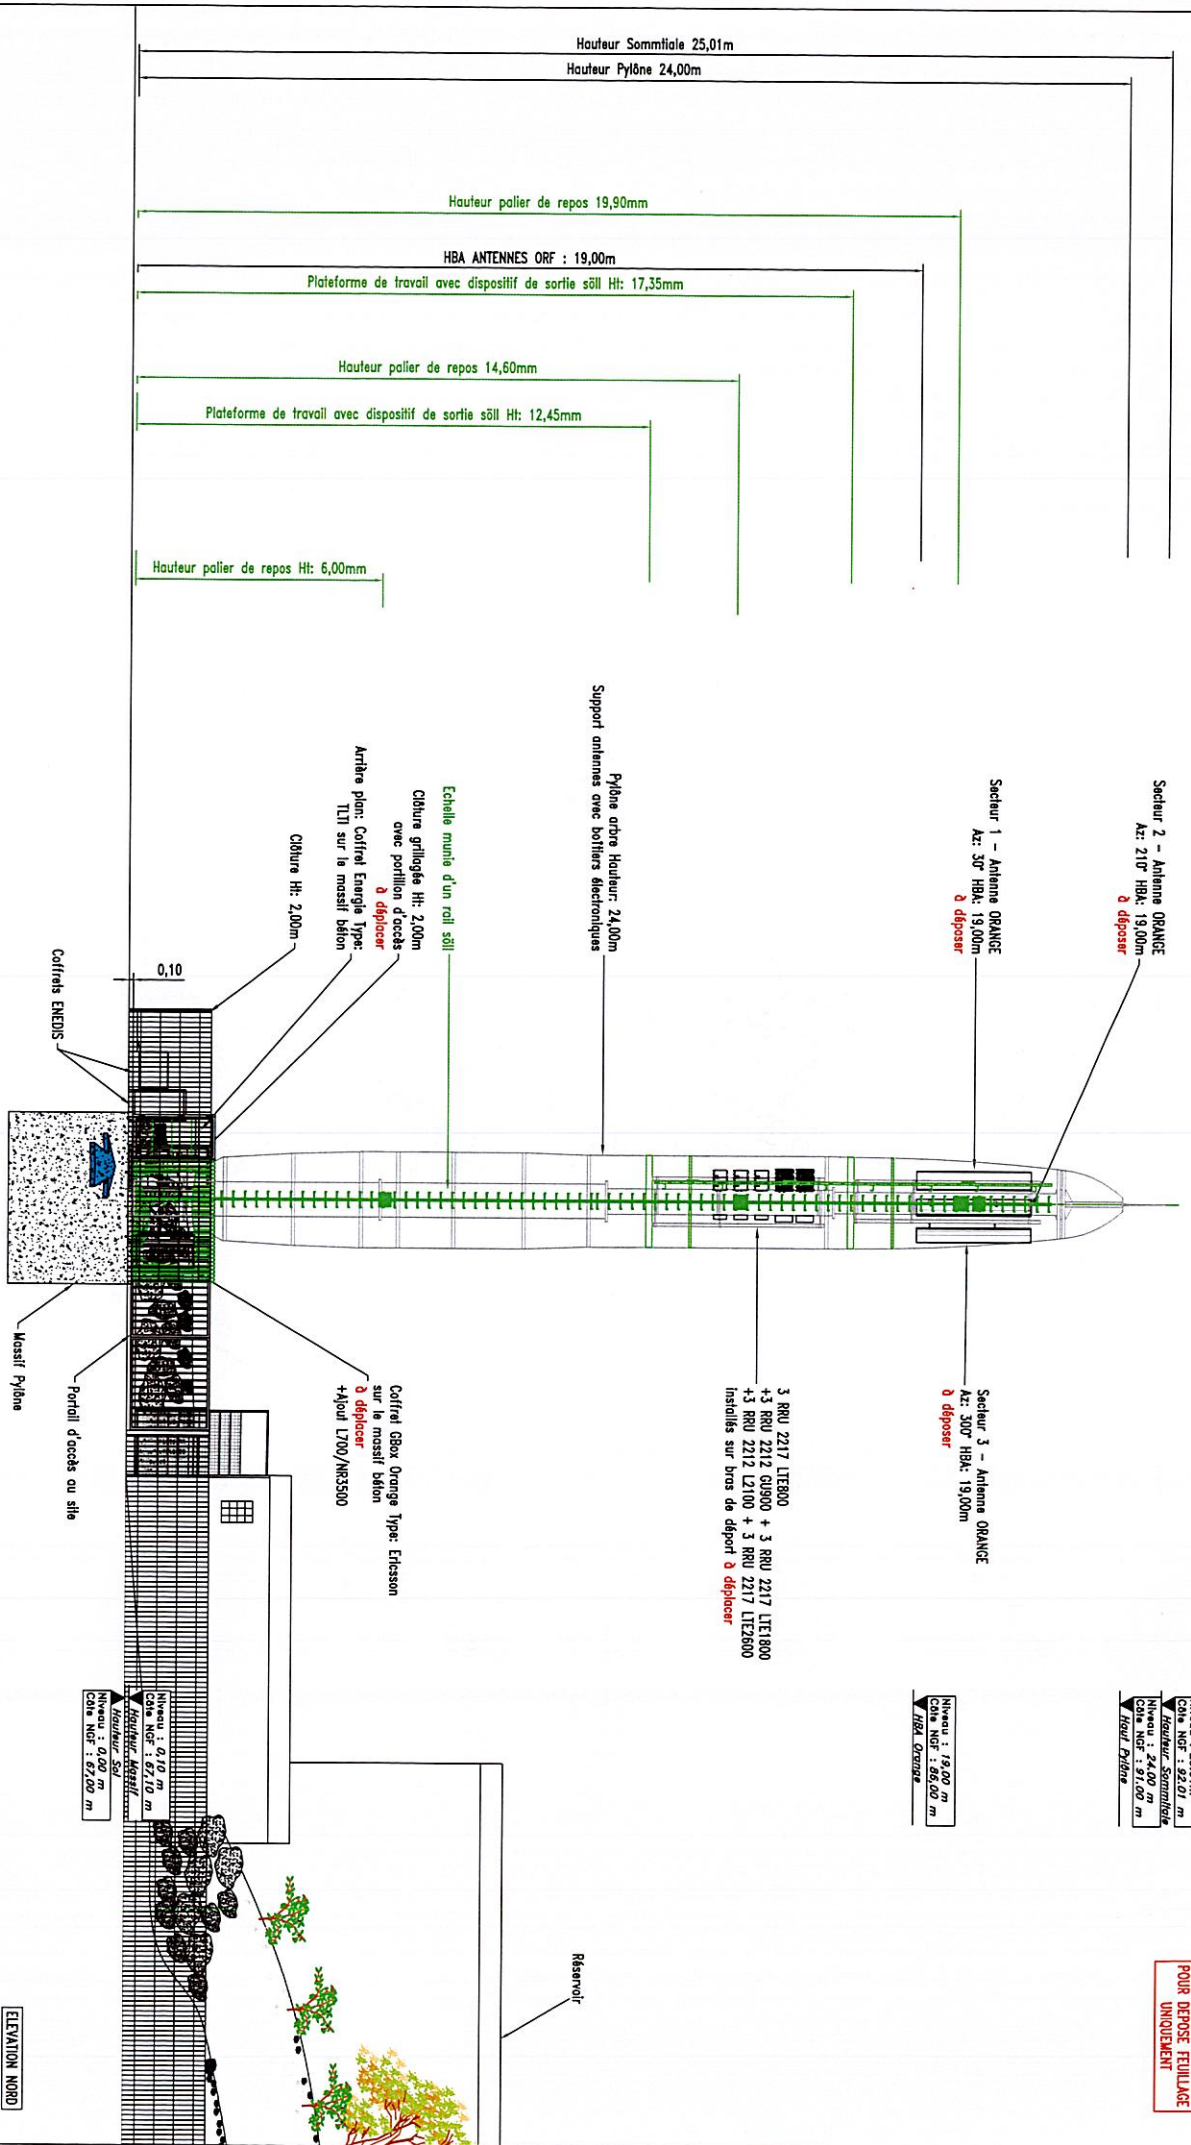 Hauteur Sommtiale 25,01m
Hauteur Pylône 24,00m
Hauteur palier de repos 19,90mm
HBA ANTENNES ORF : 19,00m
Plateforme de travail avec dispositif de sortie söll Ht: 17,35mm
Hauteur palier de repos 14,60mm
Plateforme de travail avec dispositif de sortie söll Ht: 12,45mm
Hauteur palier de repos Ht: 6,00mm
Secteur 2 - Antenne ORANGE
Az: 210° HBA: 19,00m
à déposer
Secteur 1 - Antenne ORANGE
Az: 30° HBA: 19,00m
à déposer
Pylône arbre Hauteur: 24,00m
Support antennes avec boîtiers électroniques
Echelle munie d'un rail söll
Clôture grillagée Ht: 2,00m
avec portillon d'accès
à déplacer
Arrière plan: Coffret Energie Type:
TLTI sur le massif béton
Clôture Ht: 2,00m
0,10
Coffrets ENEDIS
Secteur 3 - Antenne ORANGE
Az: 300° HBA: 19,00m
à déposer
3 RRU 2217 LTE800
+3 RRU 2212 GU900 + 3 RRU 2217 LTE1800
+3 RRU 2212 L2100 + 3 RRU 2217 LTE2600
installés sur bras de déport à déplacer
Coffret GBox Orange Type: Ericsson
sur le massif béton
à déplacer
+Ajout L700/NR3500
Portail d'accès au site
Massif Pylône
Côte NGF : 92,01 m
Hauteur Sommitale
Niveau : 24,00 m
Côte NGF : 91,00 m
Haut Pylône
Niveau : 19,00 m
Côte NGF : 86,00 m
HBA Orange
Niveau : 0,10 m
Côte NGF : 67,10 m
Hauteur Massif
Hauteur Sol
Niveau : 0,00 m
Côte NGF : 67,00 m
Réservoir
POUR DEPOSE FEUILLAGE
UNIQUEMENT
ELEVATION NORD